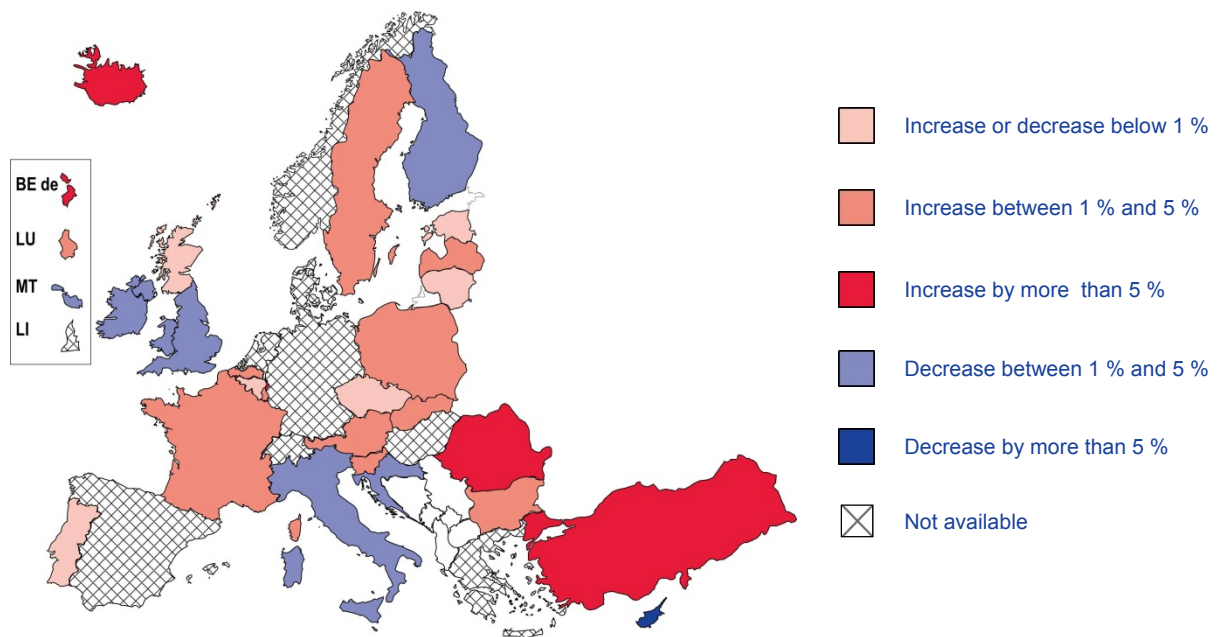 BE de
LU
MT
LI
Increase or decrease below 1 %
Increase between 1 % and 5 %
Increase by more than 5 %
Decrease between 1 % and 5 %
Decrease by more than 5 %
Not available